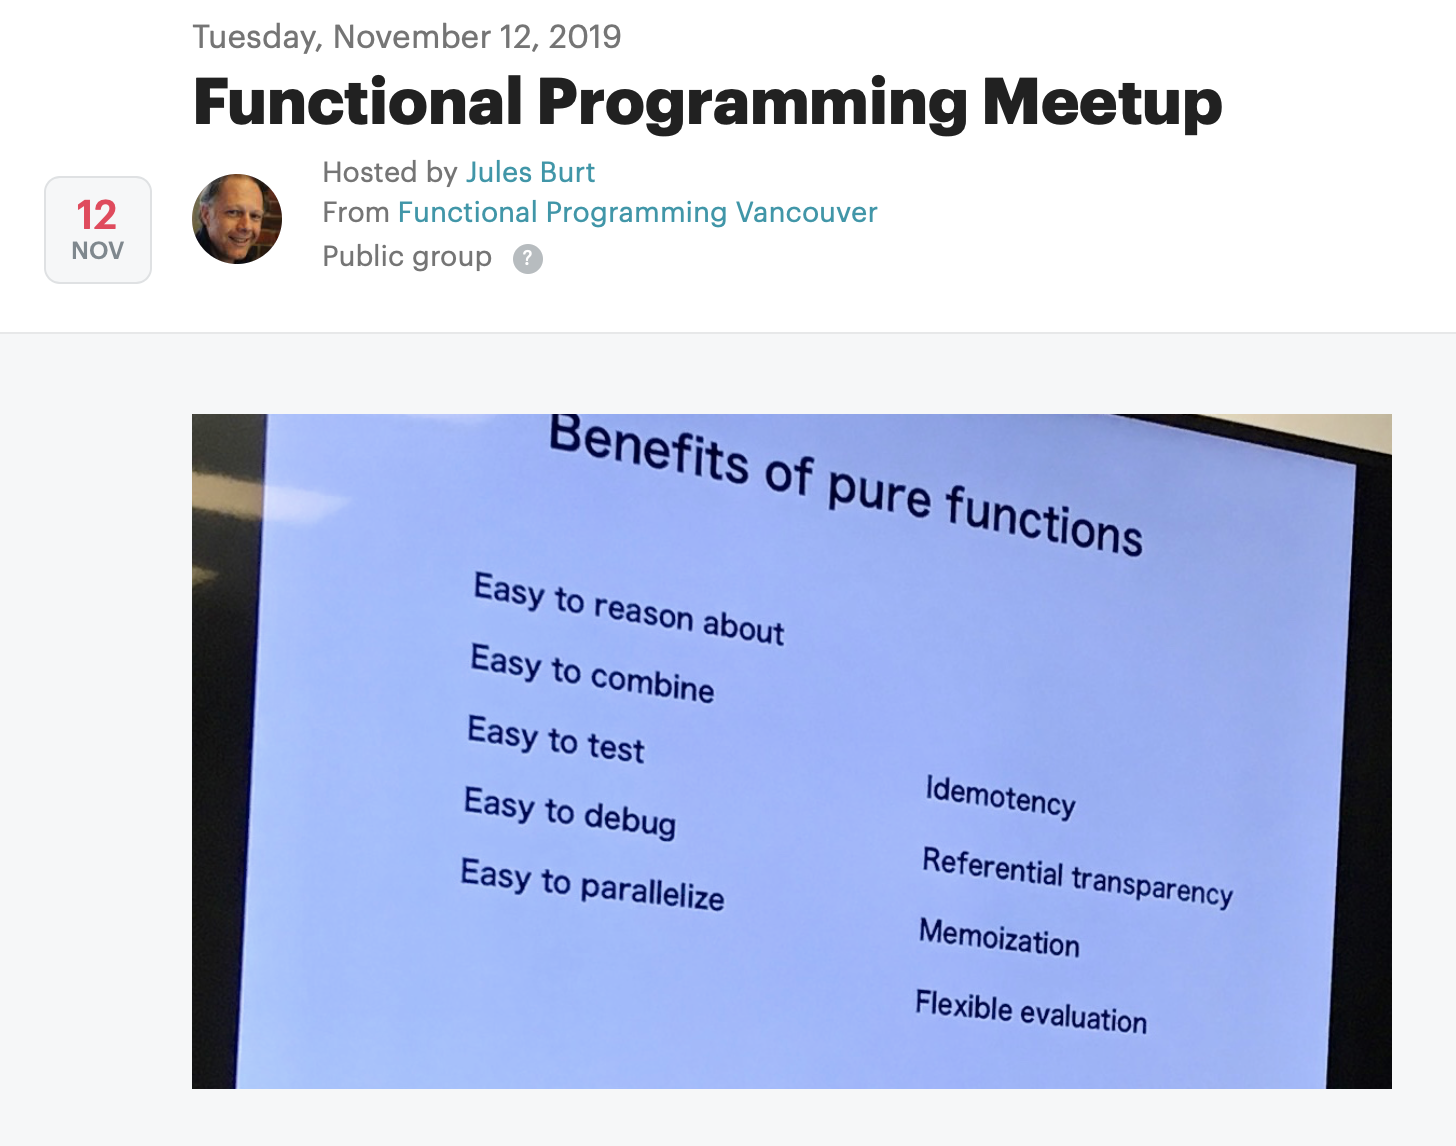 Tuesday, November 12, 2019
Functional Programming Meetup
12
NOV
Hosted by Jules Burt
From Functional Programming Vancouver
Public group ?
Benefits of pure functions
Easy to reason about
Easy to combine
Easy to test
Easy to debug
Easy to parallelize
Idemotency
Referential transparency
Memoization
Flexible evaluation